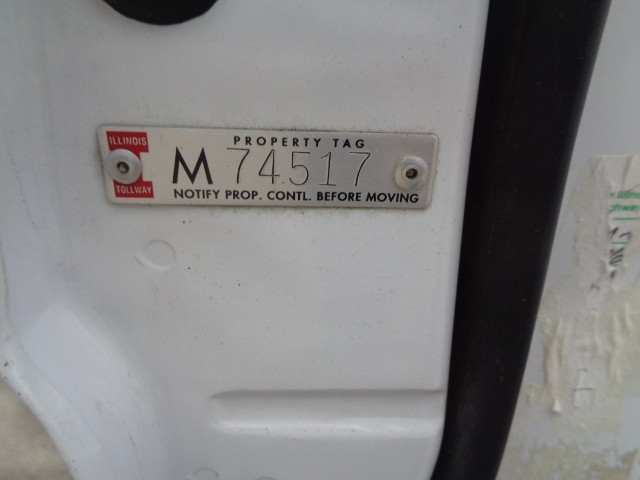 ILLINOIS
TOLLWAY
PROPERTY TAG
M 74517
NOTIFY PROP. CONTL. BEFORE MOVING